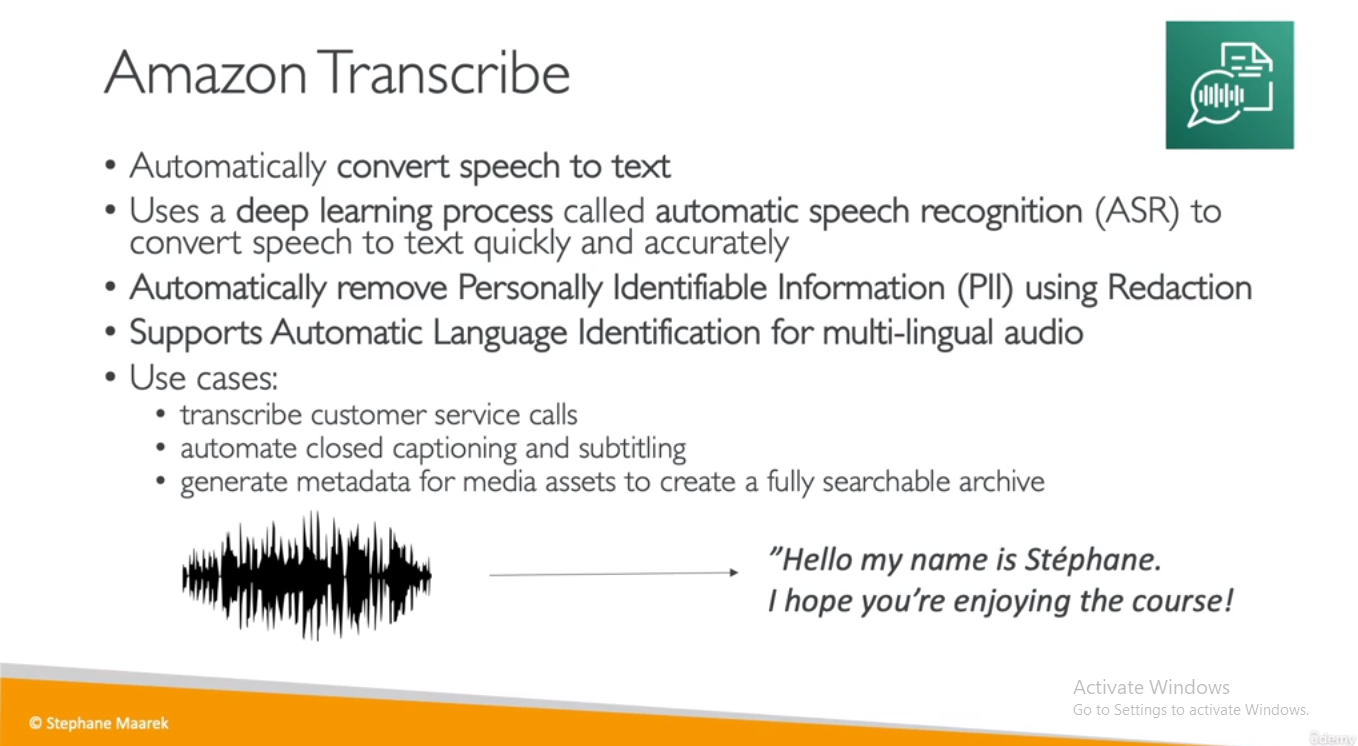 Amazon Transcribe
• Automatically convert speech to text
• Uses a deep learning process called automatic speech recognition (ASR) to
convert speech to text quickly and accurately
• Automatically remove Personally Identifiable Information (PII) using Redaction
• Supports Automatic Language Identification for multi-lingual audio
• Use cases:
• transcribe customer service calls
• automate closed captioning and subtitling
• generate metadata for media assets to create a fully searchable archive
”Hello my name is Stéphane.
I hope you’re enjoying the course!
Activate Windows
Go to Settings to activate Windows.
© Stephane Maarek
ûdemy